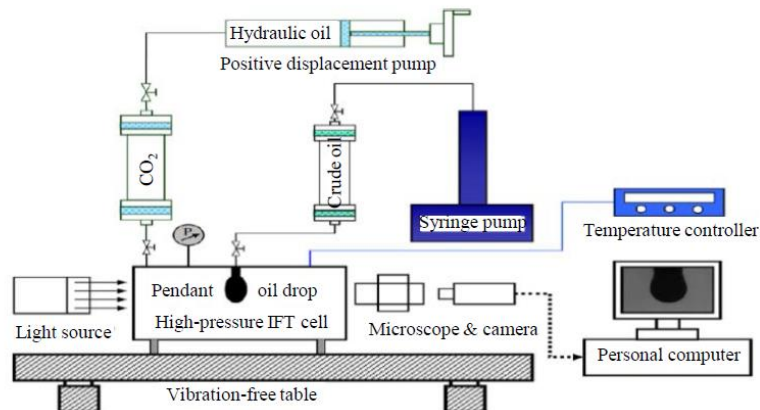 Hydraulic oil
Positive displacement pump
CO2
Crude oil
Syringe pump
Temperature controller
P
Pendant oil drop
High-pressure IFT cell
Light source
Microscope & camera
Personal computer
Vibration-free table